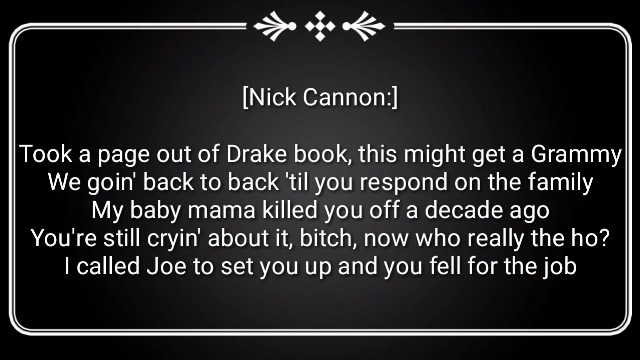 [Nick Cannon:]
Took a page out of Drake book, this might get a Grammy
We goin' back to back 'til you respond on the family
My baby mama killed you off a decade ago
You're still cryin' about it, bitch, now who really the ho?
I called Joe to set you up and you fell for the job